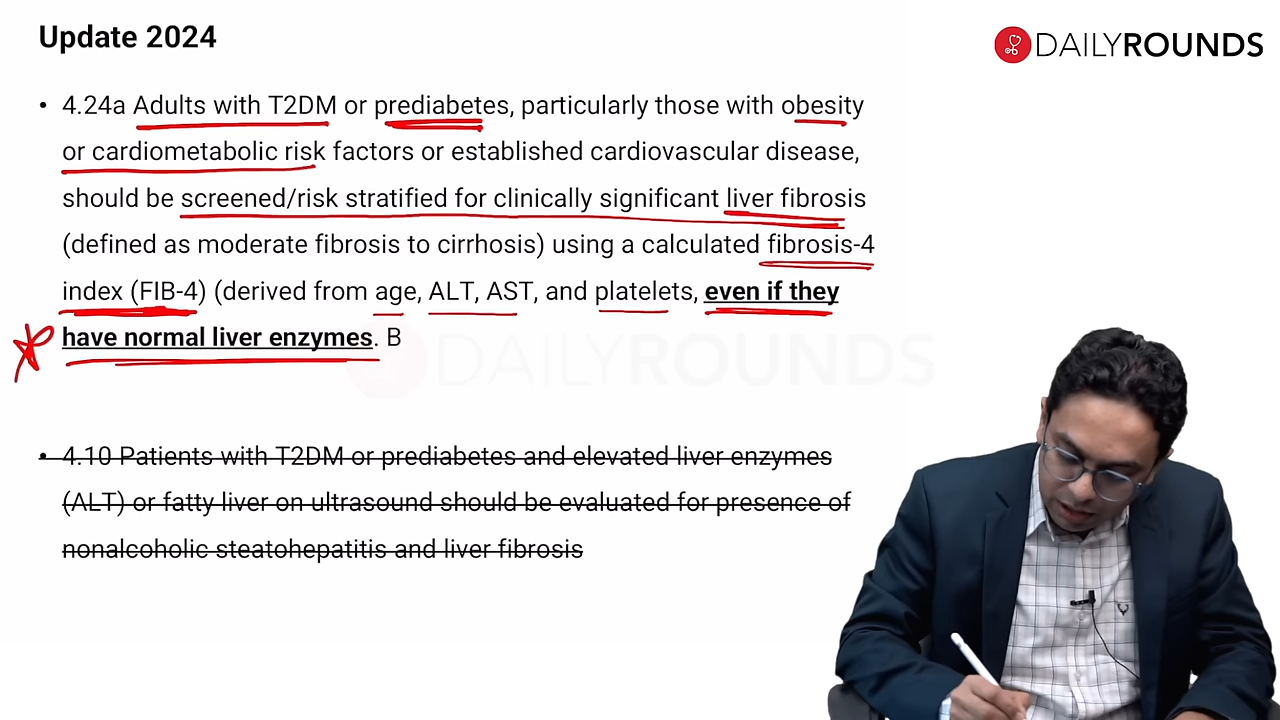 Update 2024
DAILYROUNDS
• 4.24a Adults with T2DM or prediabetes, particularly those with obesity
or cardiometabolic risk factors or established cardiovascular disease,
should be screened/risk stratified for clinically significant liver fibrosis
(defined as moderate fibrosis to cirrhosis) using a calculated fibrosis-4
index (FIB-4) (derived from age, ALT, AST, and platelets, even if they
have normal liver enzymes. B
DAILYROUNDS
• 4.10 Patients with T2DM or prediabetes and elevated liver enzymes
(ALT) or fatty liver on ultrasound should be evaluated for presence of
nonalcoholic steatohepatitis and liver fibrosis